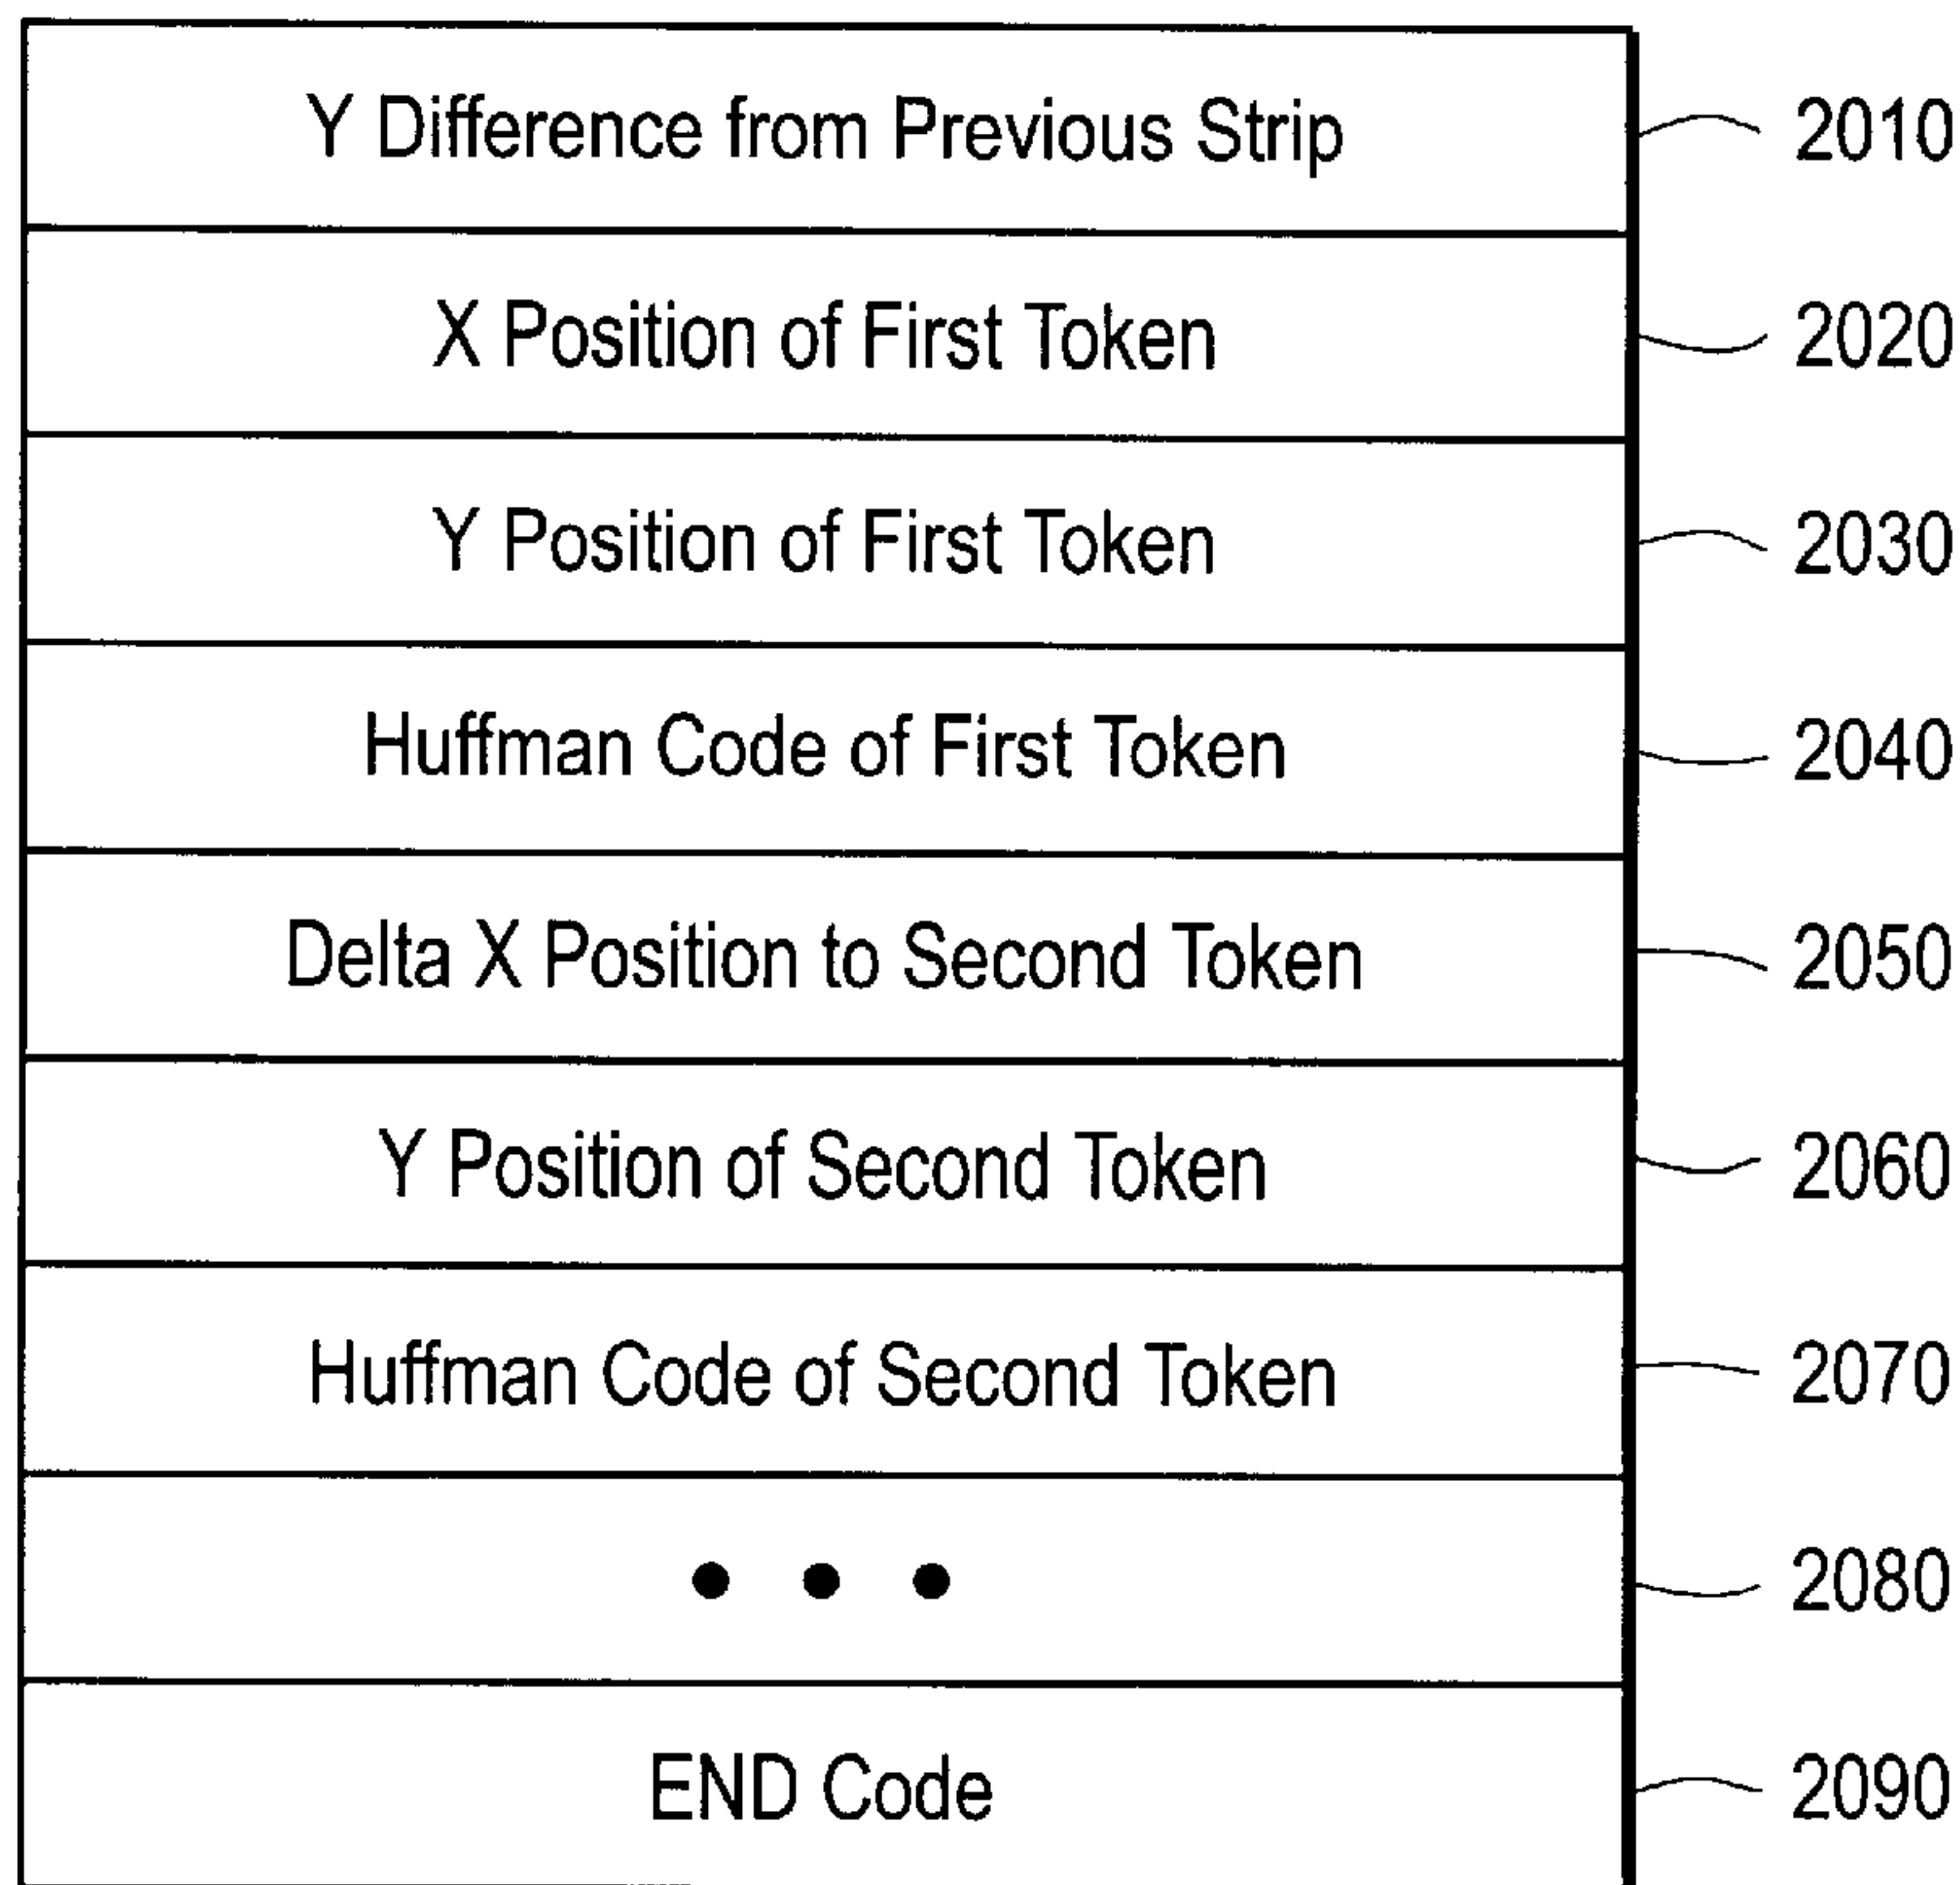 Y Difference from Previous Strip 2010
X Position of First Token 2020
Y Position of First Token 2030
Huffman Code of First Token 2040
Delta X Position to Second Token 2050
Y Position of Second Token 2060
Huffman Code of Second Token 2070
• • • 2080
END Code 2090